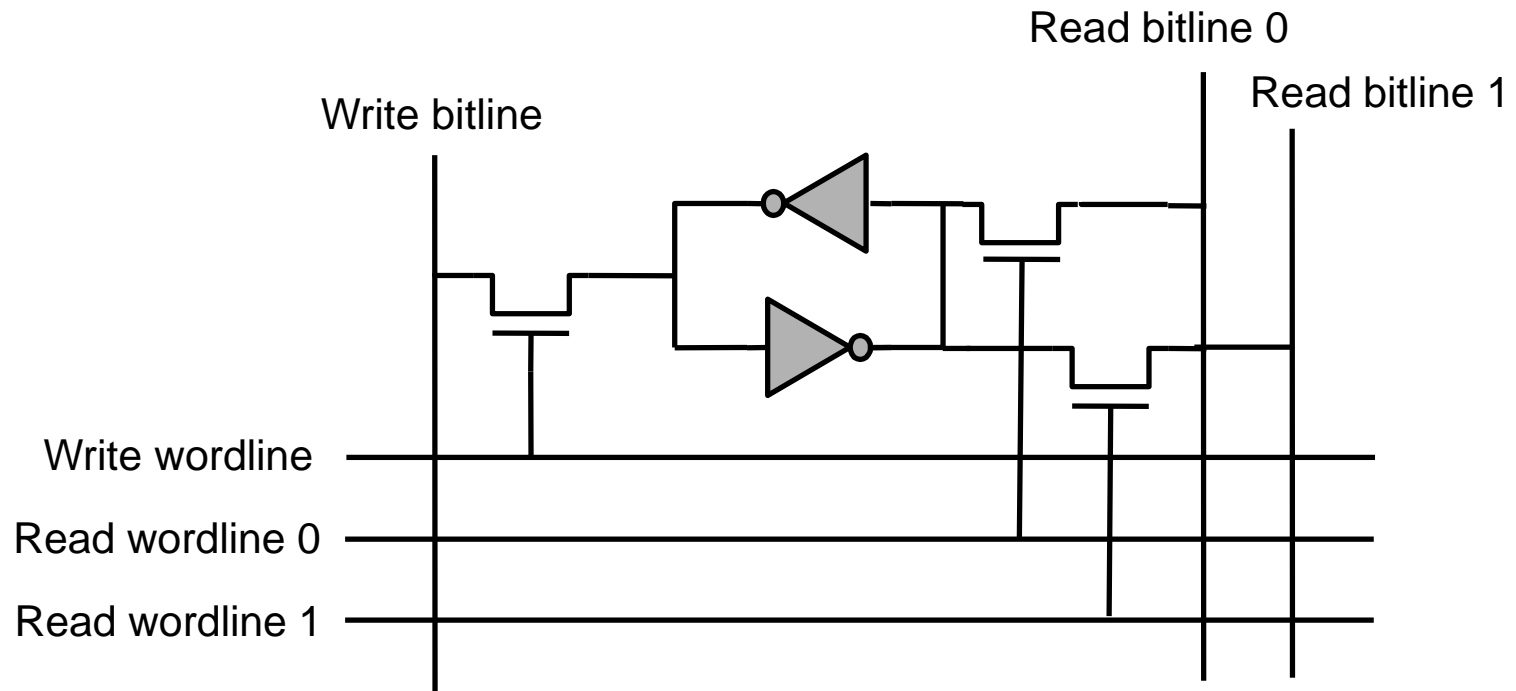 Read bitline 0
Read bitline 1
Write bitline
Write wordline
Read wordline 0
Read wordline 1